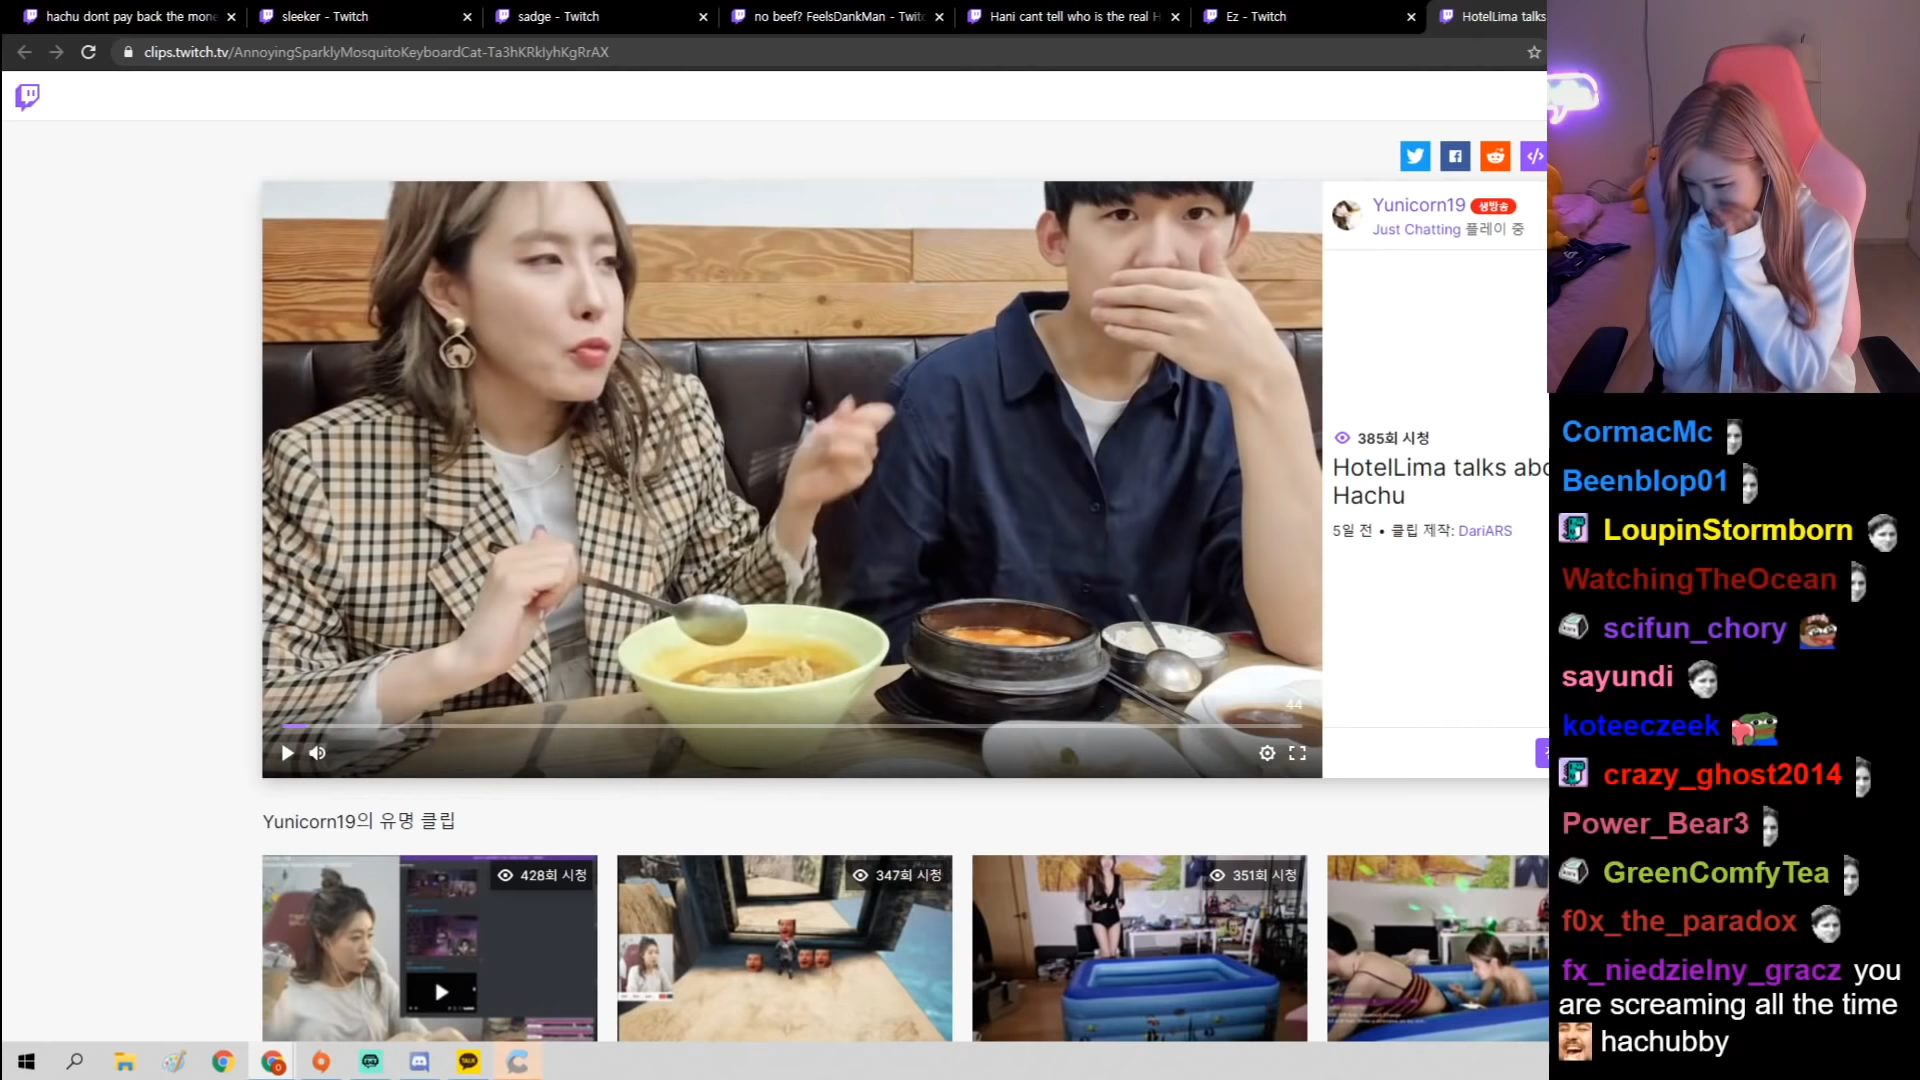 hachu dont pay back the mone
sleeker - Twitch
sadge - Twitch
no beef? FeelsDankMan - Twitc
Hani cant tell who is the real H
Ez - Twitch
HotelLima talks
clips.twitch.tv/AnnoyingSparklyMosquitoKeyboardCat-Ta3hKRkIyhKgRrAX
Yunicorn19 생방송
Just Chatting 플레이 중
385회 시청
HotelLima talks abo
Hachu
5일 전 • 클립 제작: DariARS
44
Yunicorn19의 유명 클립
428회 시청
347회 시청
351회 시청
CormacMc
Beenblop01
LoupinStormborn
WatchingTheOcean
scifun_chory
sayundi
koteeczeek
crazy_ghost2014
Power_Bear3
GreenComfyTea
f0x_the_paradox
fx_niedzielny_gracz you
are screaming all the time
hachubby
TALK